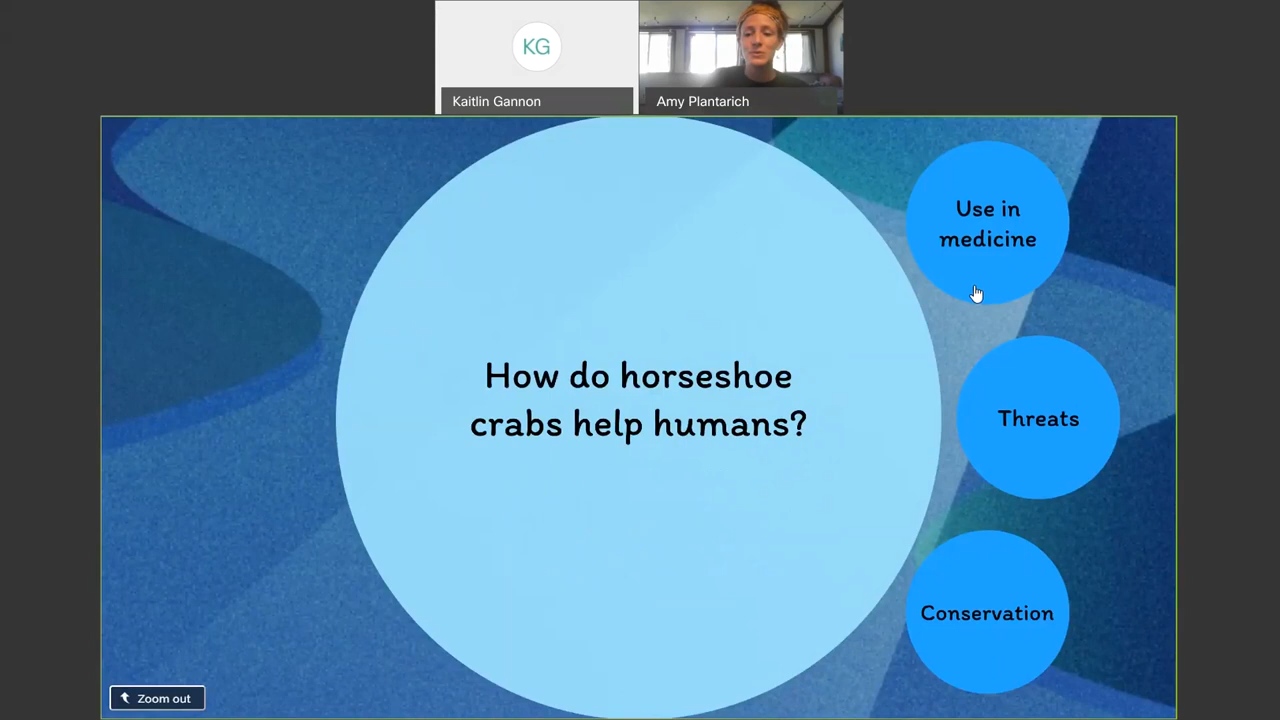 KG
Kaitlin Gannon
Amy Plantarich
How do horseshoe
crabs help humans?
Use in
medicine
Threats
Conservation
Zoom out